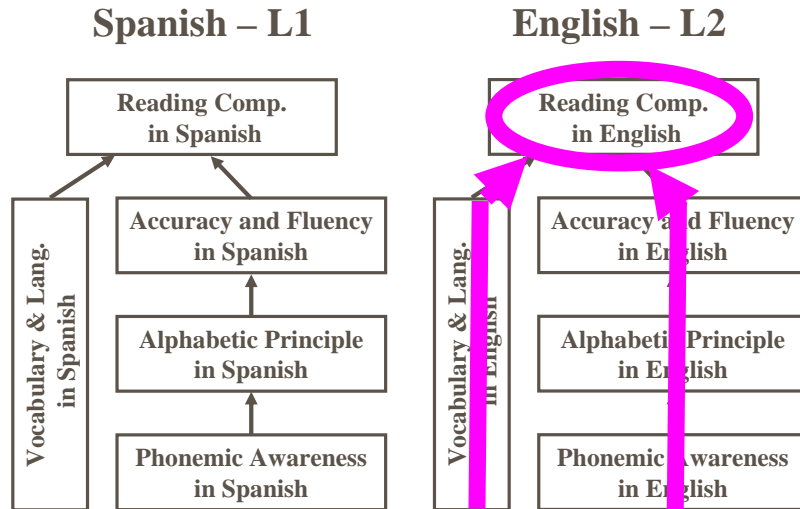 Spanish – L1
Reading Comp.
in Spanish
Vocabulary & Lang.
in Spanish
Accuracy and Fluency
in Spanish
Alphabetic Principle
in Spanish
Phonemic Awareness
in Spanish
English – L2
Reading Comp.
in English
Vocabulary & Lang.
in English
Accuracy and Fluency
in English
Alphabetic Principle
in English
Phonemic Awareness
in English